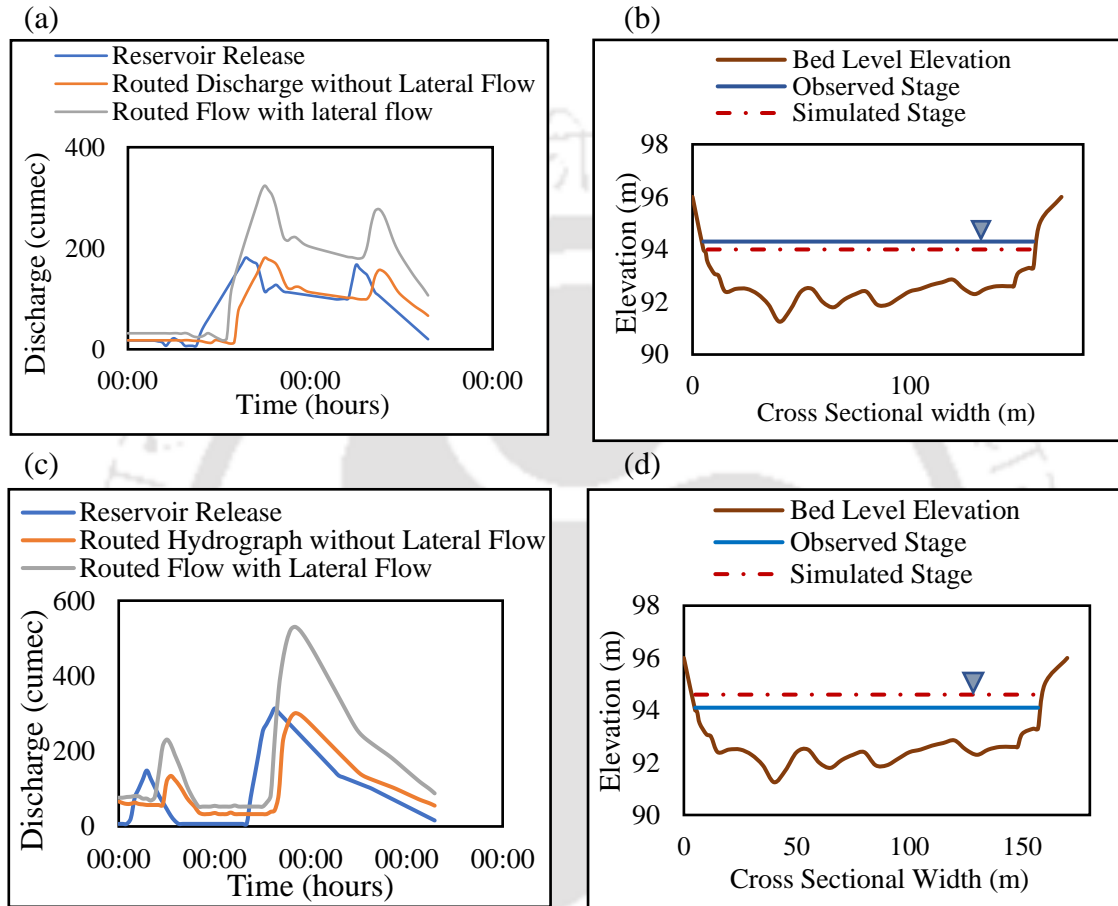 (a)
Reservoir Release
Routed Discharge without Lateral Flow
Routed Flow with lateral flow
400
200
0
Discharge (cumec)
00:00 00:00 00:00
Time (hours)
(b)
Bed Level Elevation
Observed Stage
Simulated Stage
98
96
94
92
90
Elevation (m)
0 100
Cross Sectional width (m)
(c)
Reservoir Release
Routed Hydrograph without Lateral Flow
Routed Flow with Lateral Flow
600
400
200
0
Discharge (cumec)
00:00 00:00 00:00 00:00 00:00
Time (hours)
(d)
Bed Level Elevation
Observed Stage
Simulated Stage
98
96
94
92
90
Elevation (m)
0 50 100 150
Cross Sectional Width (m)